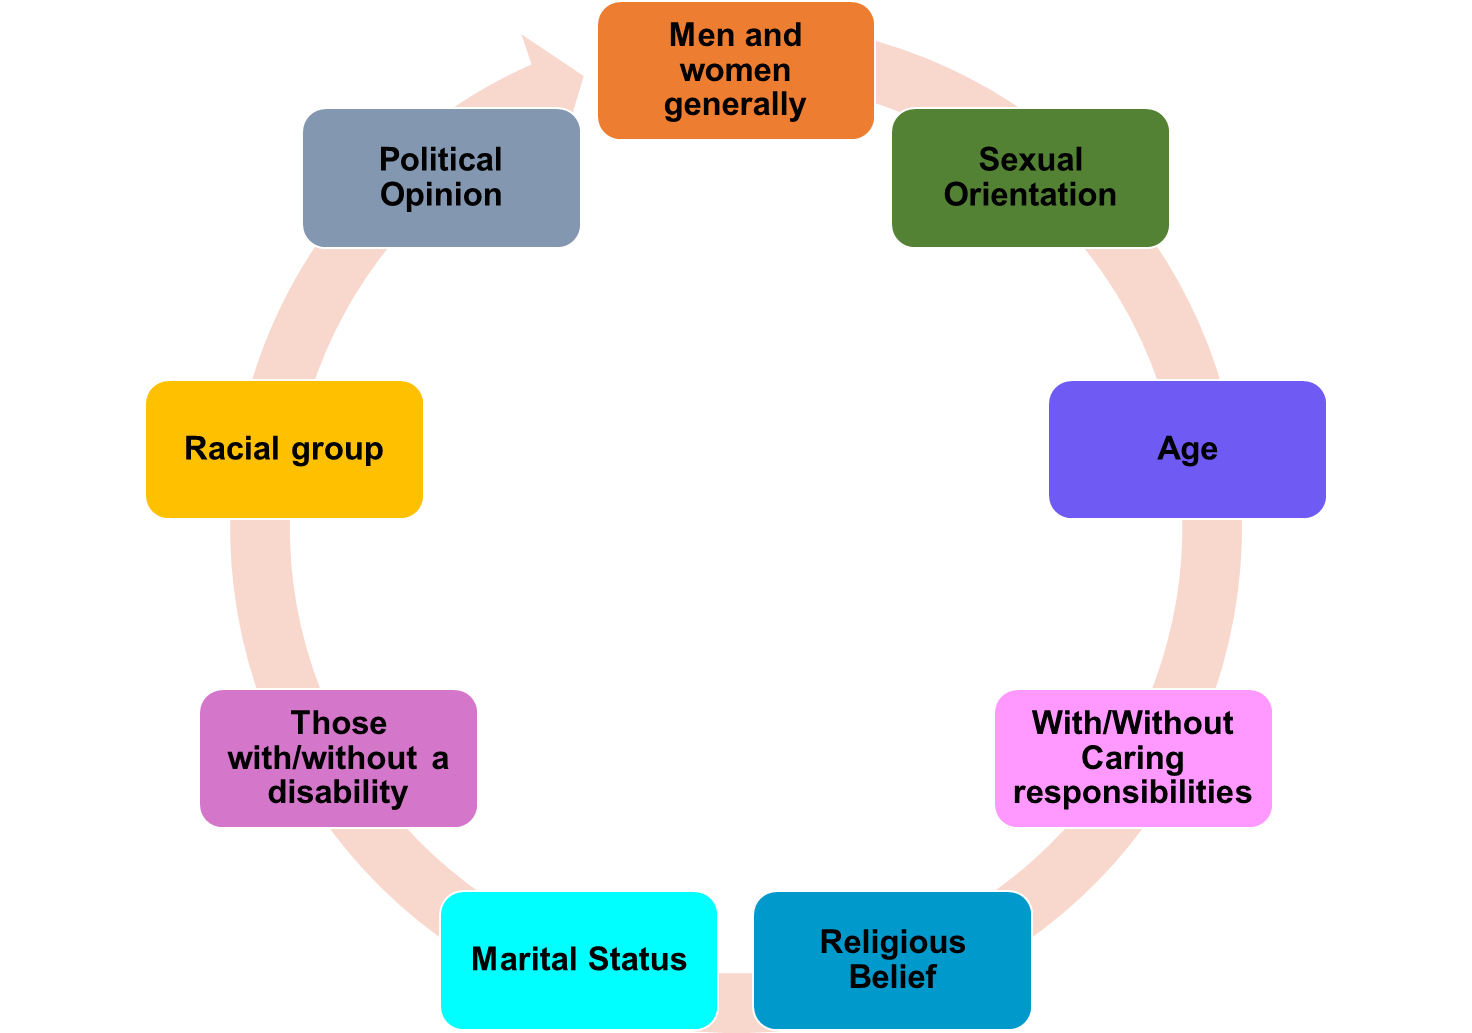 Men and
women
generally
Sexual
Orientation
Age
With/Without
Caring
responsibilities
Religious
Belief
Marital Status
Those
with/without a
disability
Racial group
Political
Opinion